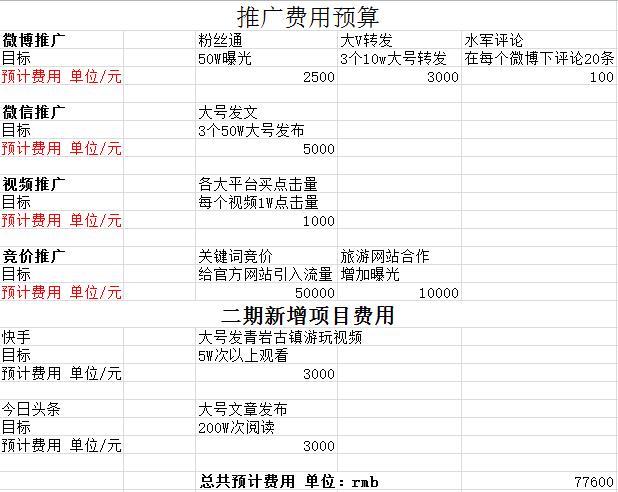 推广费用预算
微博推广 粉丝通 大V转发 水军评论
目标 50W曝光 3个10w大号转发 在每个微博下评论20条
预计费用 单位/元 2500 3000 100
微信推广 大号发文
目标 3个50W大号发布
预计费用 单位/元 5000
视频推广 各大平台买点击量
目标 每个视频1W点击量
预计费用 单位/元 1000
竞价推广 关键词竞价 旅游网站合作
目标 给官方网站引入流量 增加曝光
预计费用 单位/元 50000 10000
二期新增项目费用
快手 大号发青岩古镇游玩视频
目标 5W次以上观看
预计费用 单位/元 3000
今日头条 大号文章发布
目标 200W次阅读
预计费用 单位/元 3000
总共预计费用 单位：rmb 77600